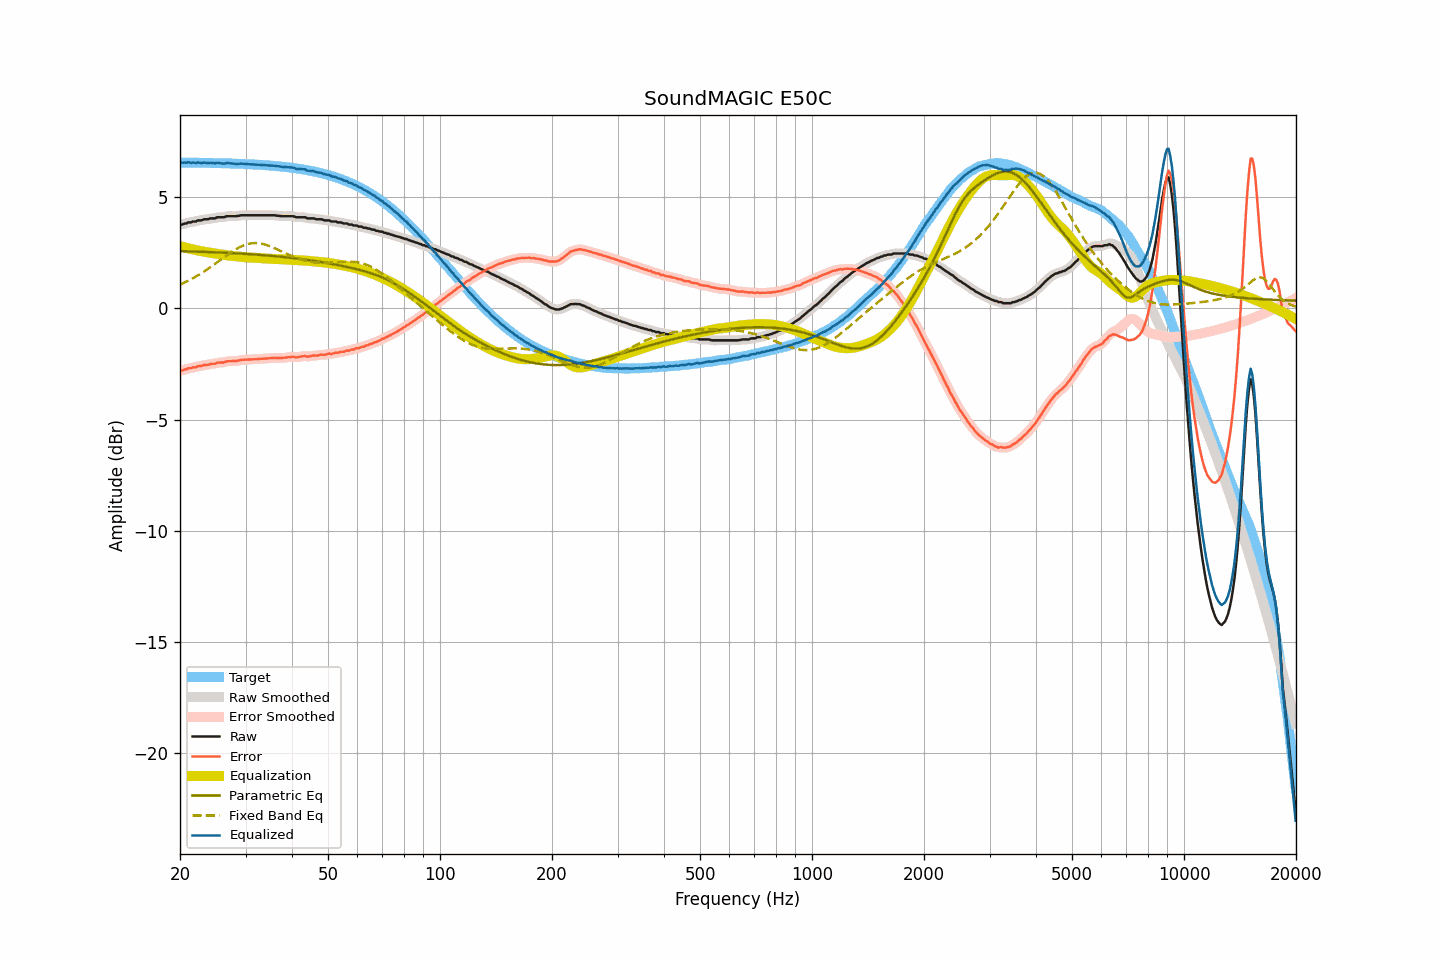 SoundMAGIC E50C
Amplitude (dBr)
5
0
−5
−10
−15
−20
Target
Raw Smoothed
Error Smoothed
Raw
Error
Equalization
Parametric Eq
Fixed Band Eq
Equalized
20 50 100 200 500 1000 2000 5000 10000 20000
Frequency (Hz)